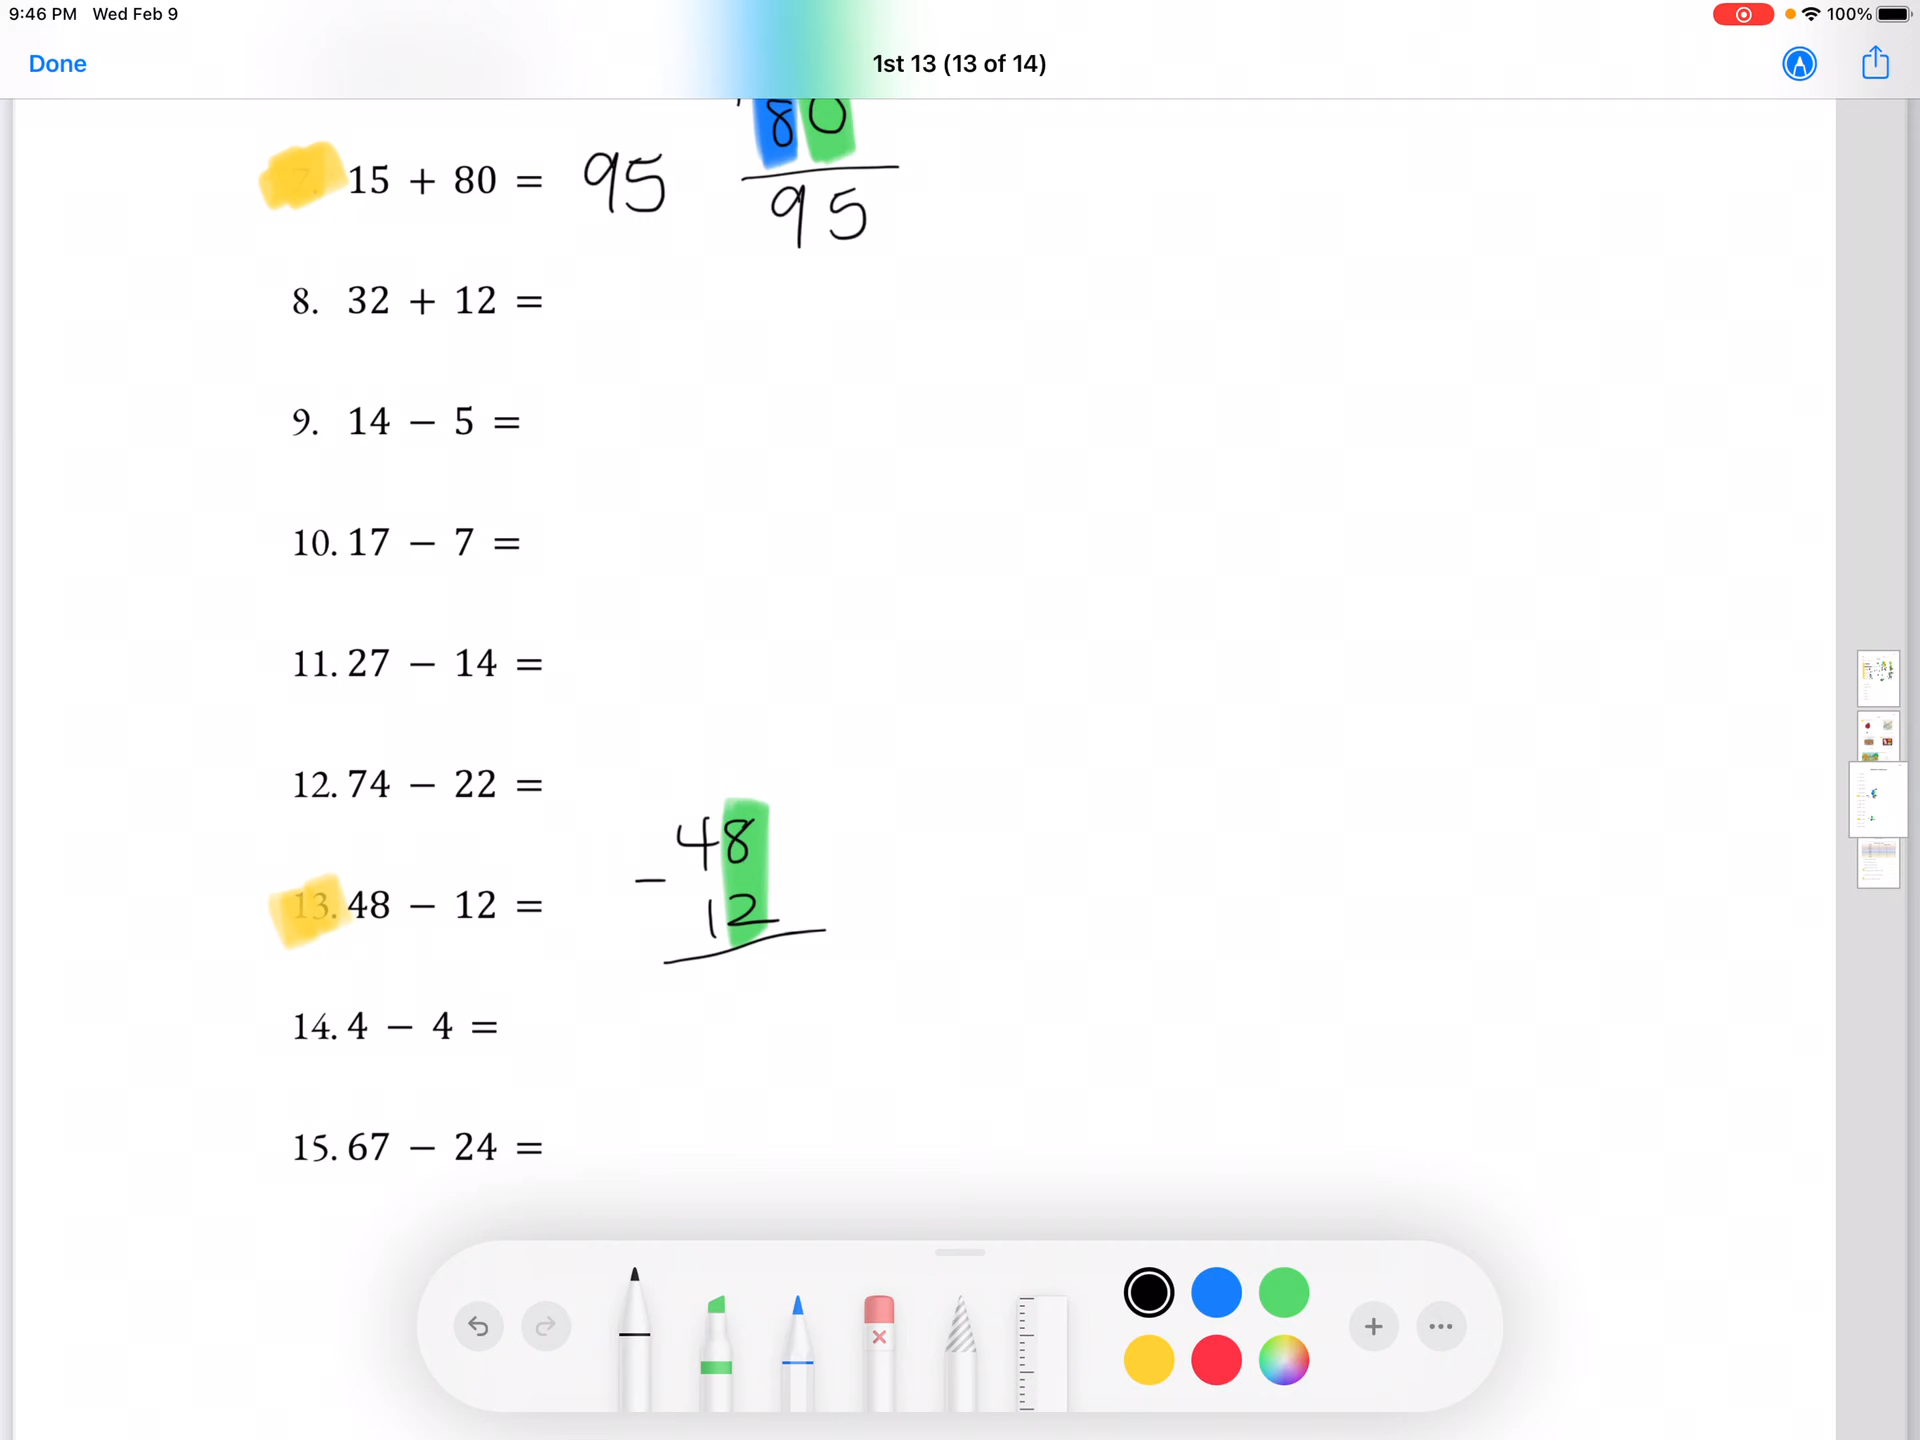 9:46 PM Wed Feb 9 100%
Done 1st 13 (13 of 14)
80
7. 15 + 80 = 95
95
8. 32 + 12 =
9. 14 − 5 =
10. 17 − 7 =
11. 27 − 14 =
12. 74 − 22 =
48
− 12
13. 48 − 12 =
14. 4 − 4 =
15. 67 − 24 =